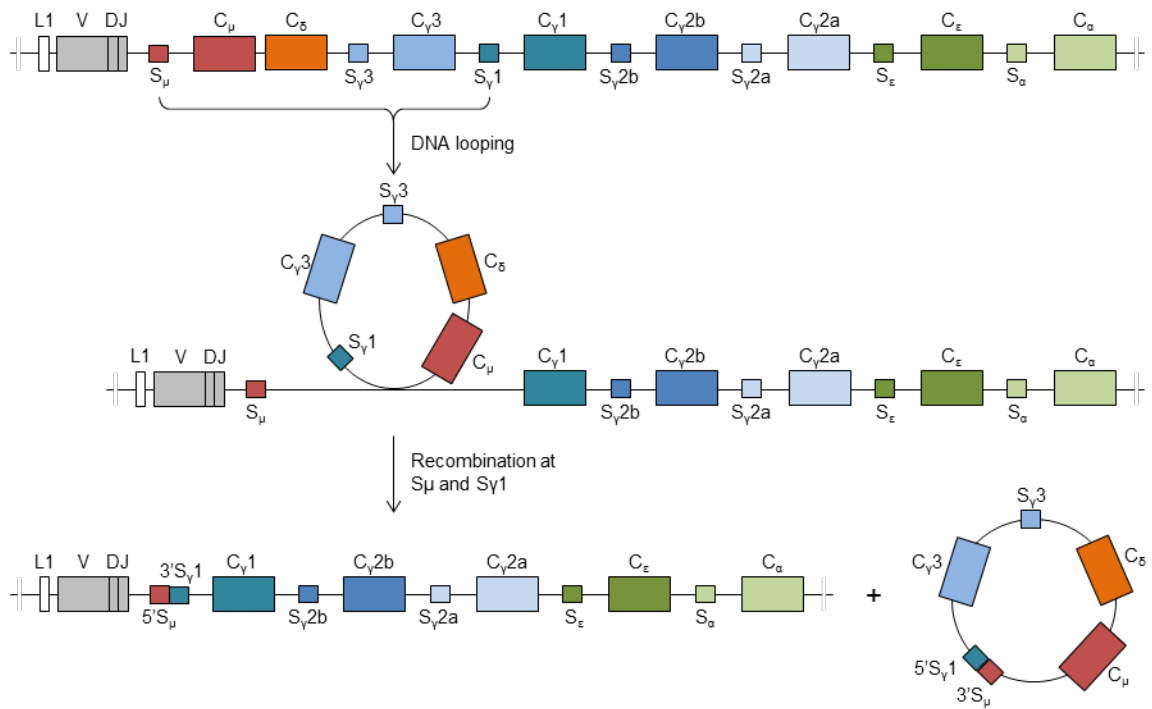 L1 V DJ Cμ Cδ Cγ3 Cγ1 Cγ2b Cγ2a Cε Cα
Sμ Sγ3 Sγ1 Sγ2b Sγ2a Sε Sα
DNA looping
Sγ3
Cγ3 Cδ
Sγ1 Cμ
L1 V DJ Cγ1 Cγ2b Cγ2a Cε Cα
Sμ Sγ2b Sγ2a Sε Sα
Recombination at
Sμ and Sγ1
L1 V DJ 3'Sγ1 Cγ1 Cγ2b Cγ2a Cε Cα
5'Sμ Sγ2b Sγ2a Sε Sα
+
Sγ3
Cγ3 Cδ
5'Sγ1 Cμ
3'Sμ